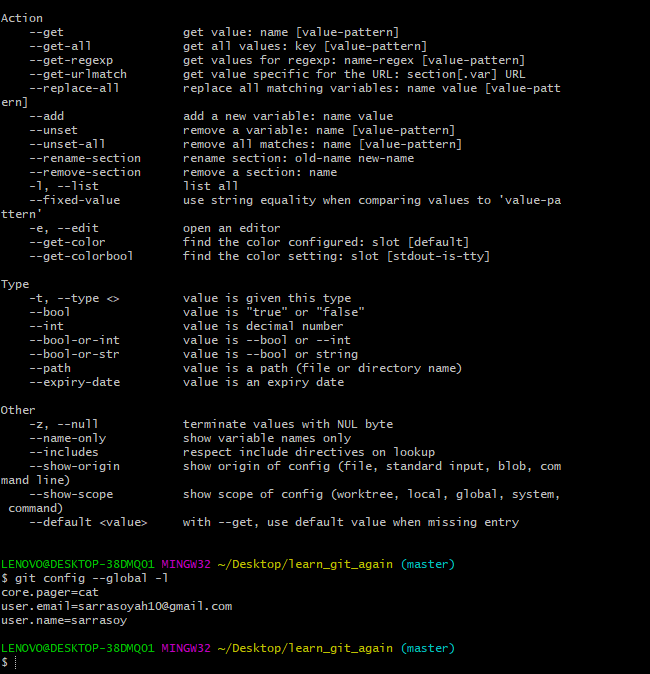 Action
    --get                 get value: name [value-pattern]
    --get-all             get all values: key [value-pattern]
    --get-regexp          get values for regexp: name-regex [value-pattern]
    --get-urlmatch        get value specific for the URL: section[.var] URL
    --replace-all         replace all matching variables: name value [value-patt
ern]
    --add                 add a new variable: name value
    --unset               remove a variable: name [value-pattern]
    --unset-all           remove all matches: name [value-pattern]
    --rename-section      rename section: old-name new-name
    --remove-section      remove a section: name
    -l, --list            list all
    --fixed-value         use string equality when comparing values to 'value-pa
ttern'
    -e, --edit            open an editor
    --get-color           find the color configured: slot [default]
    --get-colorbool       find the color setting: slot [stdout-is-tty]

Type
    -t, --type <>         value is given this type
    --bool                value is "true" or "false"
    --int                 value is decimal number
    --bool-or-int         value is --bool or --int
    --bool-or-str         value is --bool or string
    --path                value is a path (file or directory name)
    --expiry-date         value is an expiry date

Other
    -z, --null            terminate values with NUL byte
    --name-only           show variable names only
    --includes            respect include directives on lookup
    --show-origin         show origin of config (file, standard input, blob, com
mand line)
    --show-scope          show scope of config (worktree, local, global, system,
 command)
    --default <value>     with --get, use default value when missing entry

LENOVO@DESKTOP-38DMQO1 MINGW32 ~/Desktop/learn_git_again (master)
$ git config --global -l
core.pager=cat
user.email=sarrasoyah10@gmail.com
user.name=sarrasoy

LENOVO@DESKTOP-38DMQO1 MINGW32 ~/Desktop/learn_git_again (master)
$